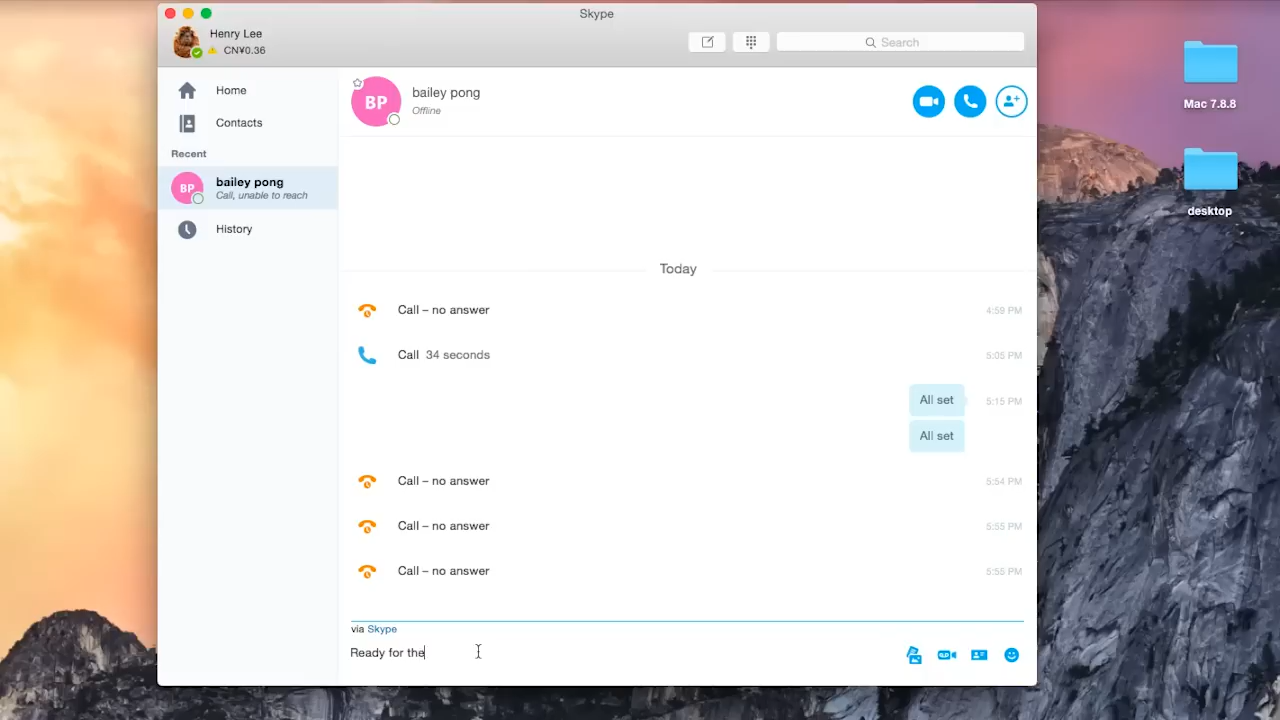 Skype
Henry Lee
CN¥0.36
Search
Home
Contacts
Recent
BP
bailey pong
Call, unable to reach
History
BP
bailey pong
Offline
Today
Call – no answer
4:59 PM
Call 34 seconds
5:05 PM
All set
5:15 PM
All set
Call – no answer
5:54 PM
Call – no answer
5:55 PM
Call – no answer
5:55 PM
via Skype
Ready for the
Mac 7.8.8
desktop